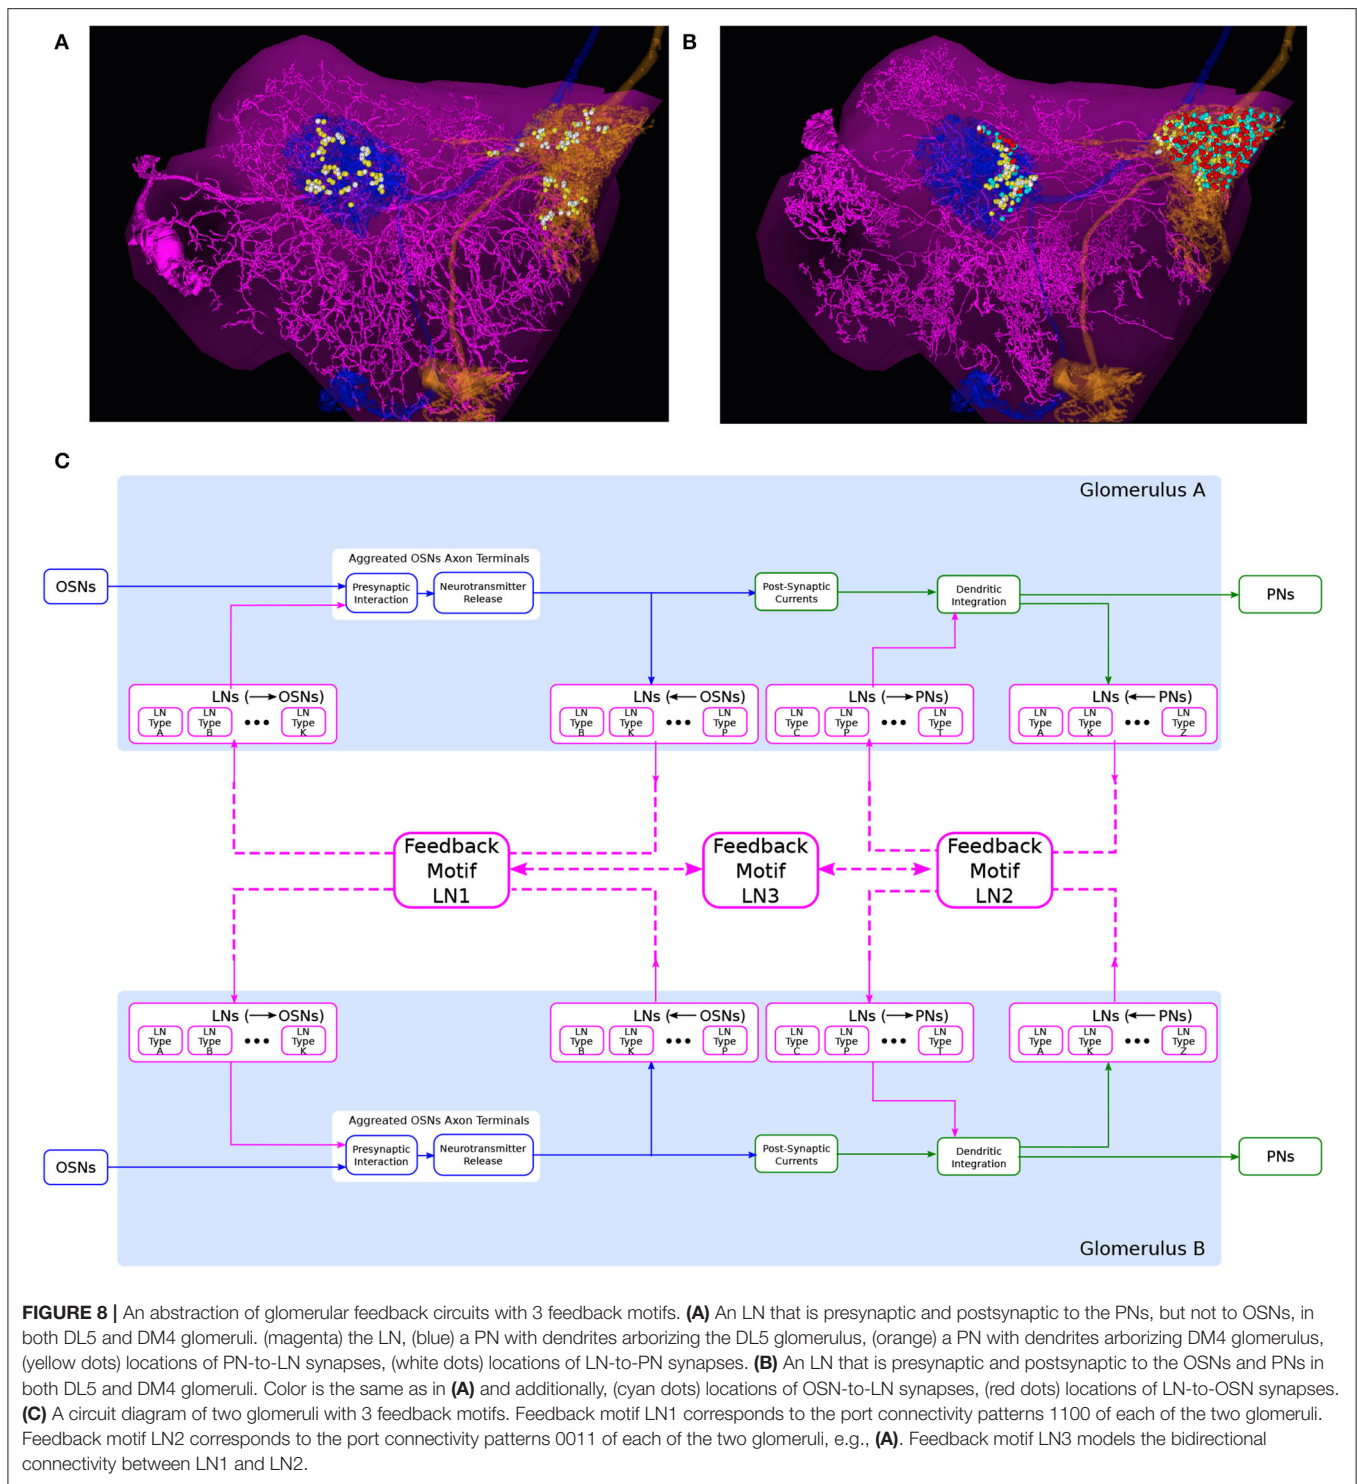 A
B
C
Glomerulus A
Aggreated OSNs Axon Terminals
OSNs
Presynaptic
Interaction
Neurotransmitter
Release
Post-Synaptic
Currents
Dendritic
Integration
PNs
LNs (→OSNs)
LN
Type
A
LN
Type
B
•••
LN
Type
K
LNs (←OSNs)
LN
Type
B
LN
Type
K
•••
LN
Type
P
LNs (→PNs)
LN
Type
C
LN
Type
P
•••
LN
Type
T
LNs (←PNs)
LN
Type
A
LN
Type
K
•••
LN
Type
Z
Feedback
Motif
LN1
Feedback
Motif
LN3
Feedback
Motif
LN2
LNs (→OSNs)
LN
Type
A
LN
Type
B
•••
LN
Type
K
LNs (←OSNs)
LN
Type
B
LN
Type
K
•••
LN
Type
P
LNs (→PNs)
LN
Type
C
LN
Type
P
•••
LN
Type
T
LNs (←PNs)
LN
Type
A
LN
Type
K
•••
LN
Type
Z
Aggreated OSNs Axon Terminals
OSNs
Presynaptic
Interaction
Neurotransmitter
Release
Post-Synaptic
Currents
Dendritic
Integration
PNs
Glomerulus B
FIGURE 8 | An abstraction of glomerular feedback circuits with 3 feedback motifs. (A) An LN that is presynaptic and postsynaptic to the PNs, but not to OSNs, in
both DL5 and DM4 glomeruli. (magenta) the LN, (blue) a PN with dendrites arborizing the DL5 glomerulus, (orange) a PN with dendrites arborizing DM4 glomerulus,
(yellow dots) locations of PN-to-LN synapses, (white dots) locations of LN-to-PN synapses. (B) An LN that is presynaptic and postsynaptic to the OSNs and PNs in
both DL5 and DM4 glomeruli. Color is the same as in (A) and additionally, (cyan dots) locations of OSN-to-LN synapses, (red dots) locations of LN-to-OSN synapses.
(C) A circuit diagram of two glomeruli with 3 feedback motifs. Feedback motif LN1 corresponds to the port connectivity patterns 1100 of each of the two glomeruli.
Feedback motif LN2 corresponds to the port connectivity patterns 0011 of each of the two glomeruli, e.g., (A). Feedback motif LN3 models the bidirectional
connectivity between LN1 and LN2.